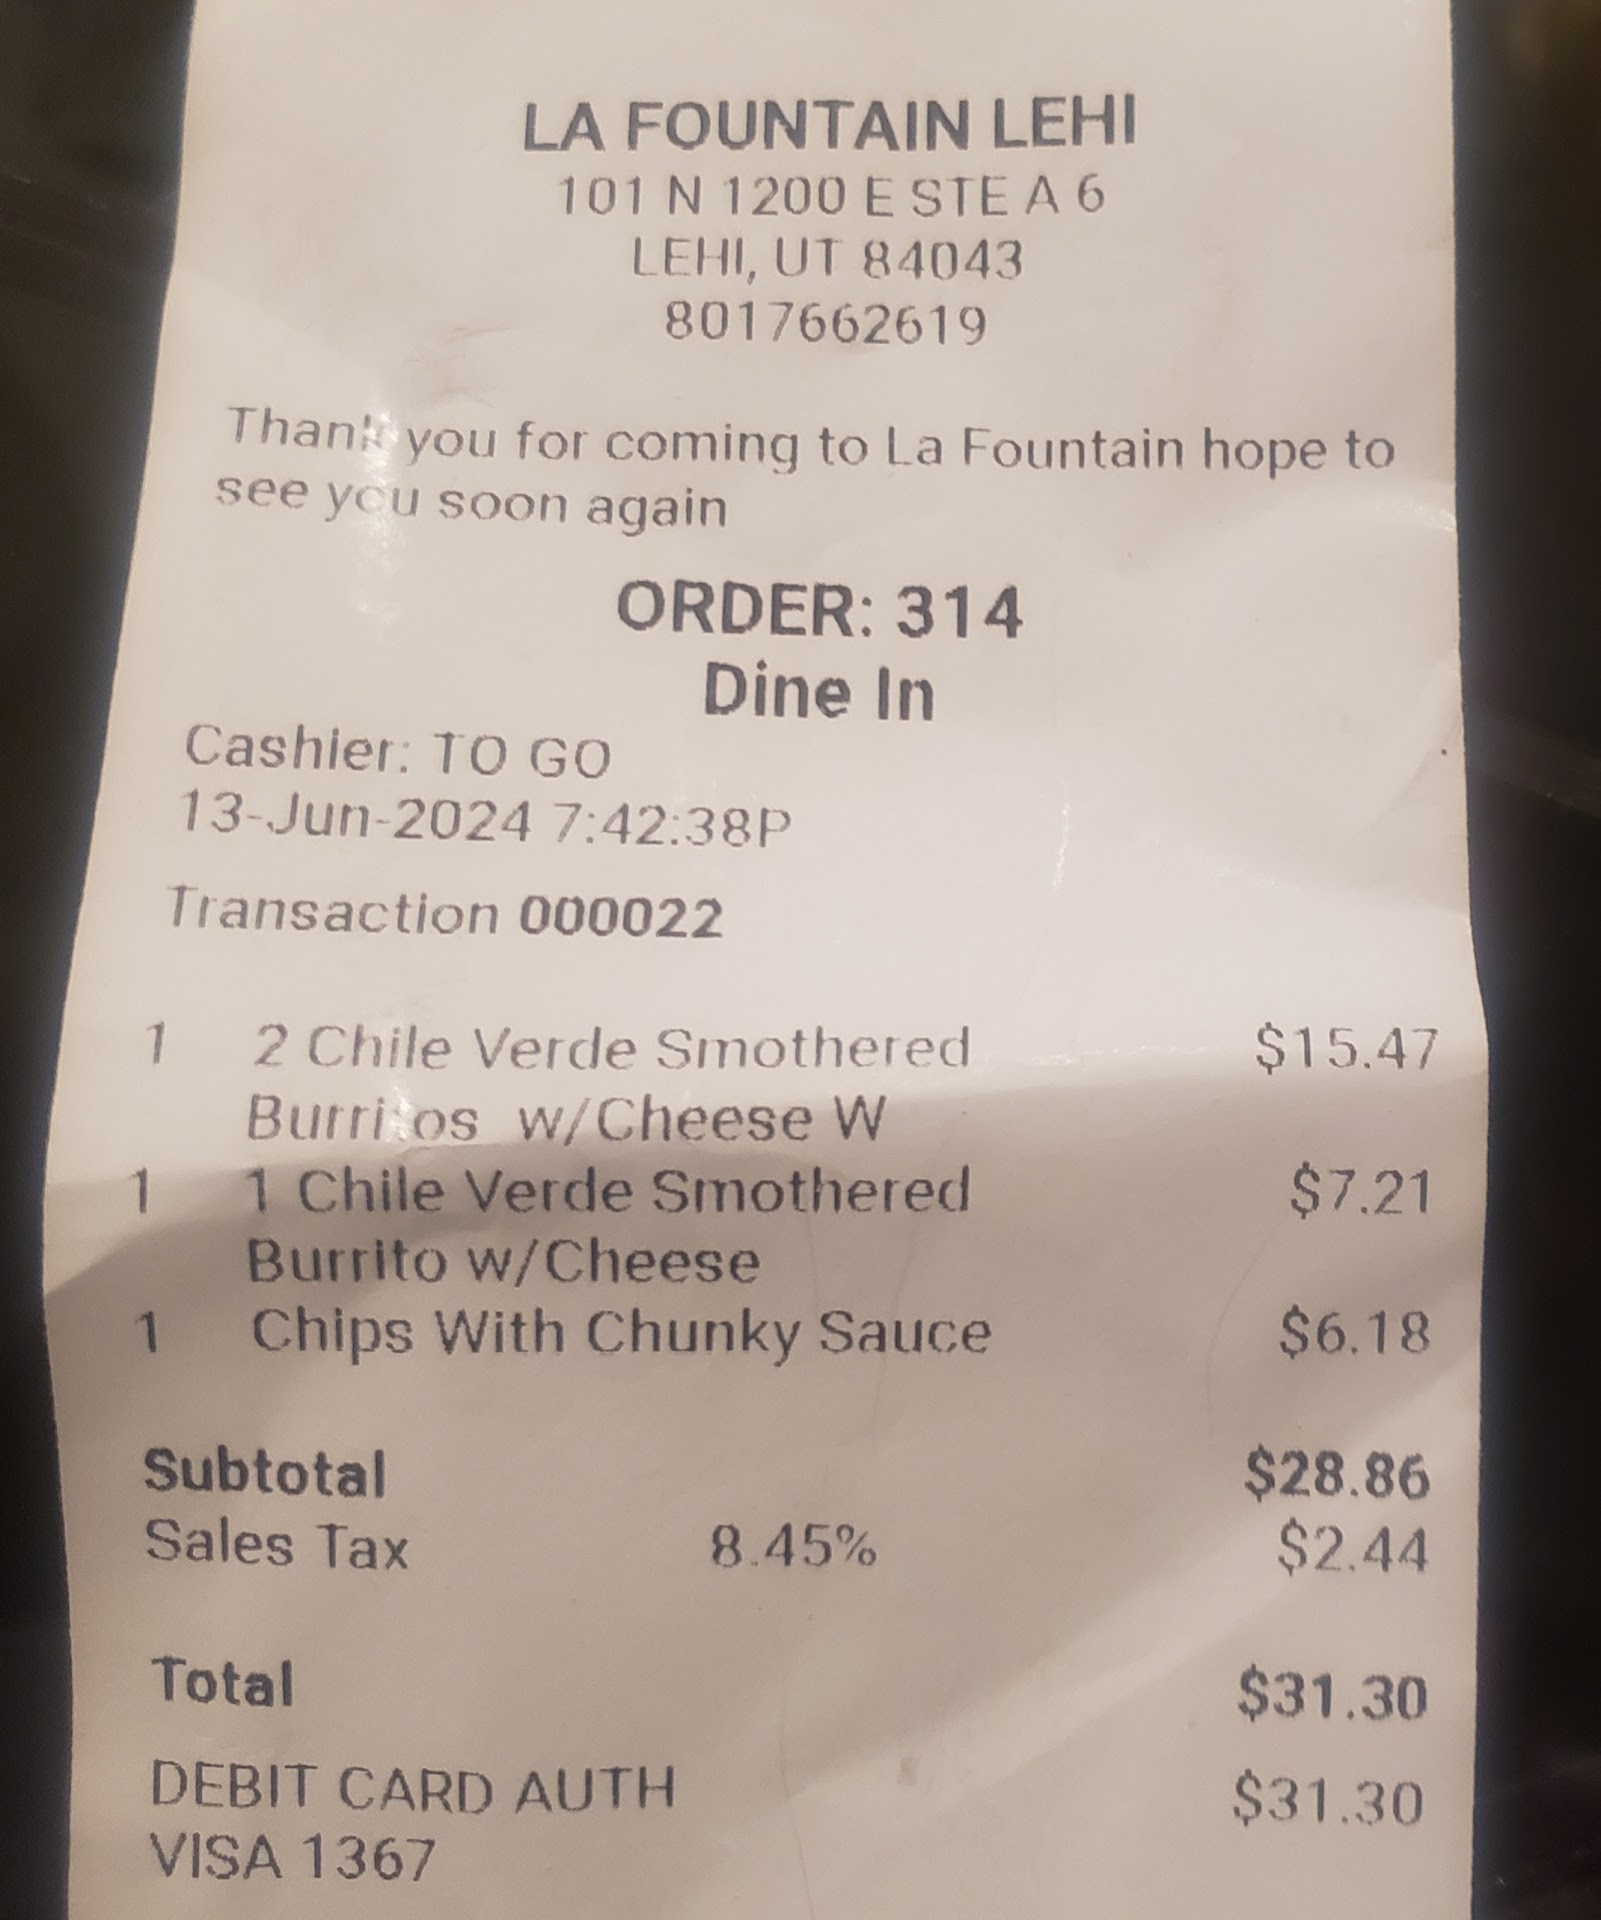 LA FOUNTAIN LEHI
101 N 1200 E STE A 6
LEHI, UT 84043
8017662619
Thank you for coming to La Fountain hope to
see you soon again
ORDER: 314
Dine In
Cashier: TO GO
13-Jun-2024 7:42:38P
Transaction 000022
1 2 Chile Verde Smothered $15.47
Burritos w/Cheese W
1 1 Chile Verde Smothered $7.21
Burrito w/Cheese
1 Chips With Chunky Sauce $6.18
Subtotal $28.86
Sales Tax 8.45% $2.44
Total $31.30
DEBIT CARD AUTH $31.30
VISA 1367